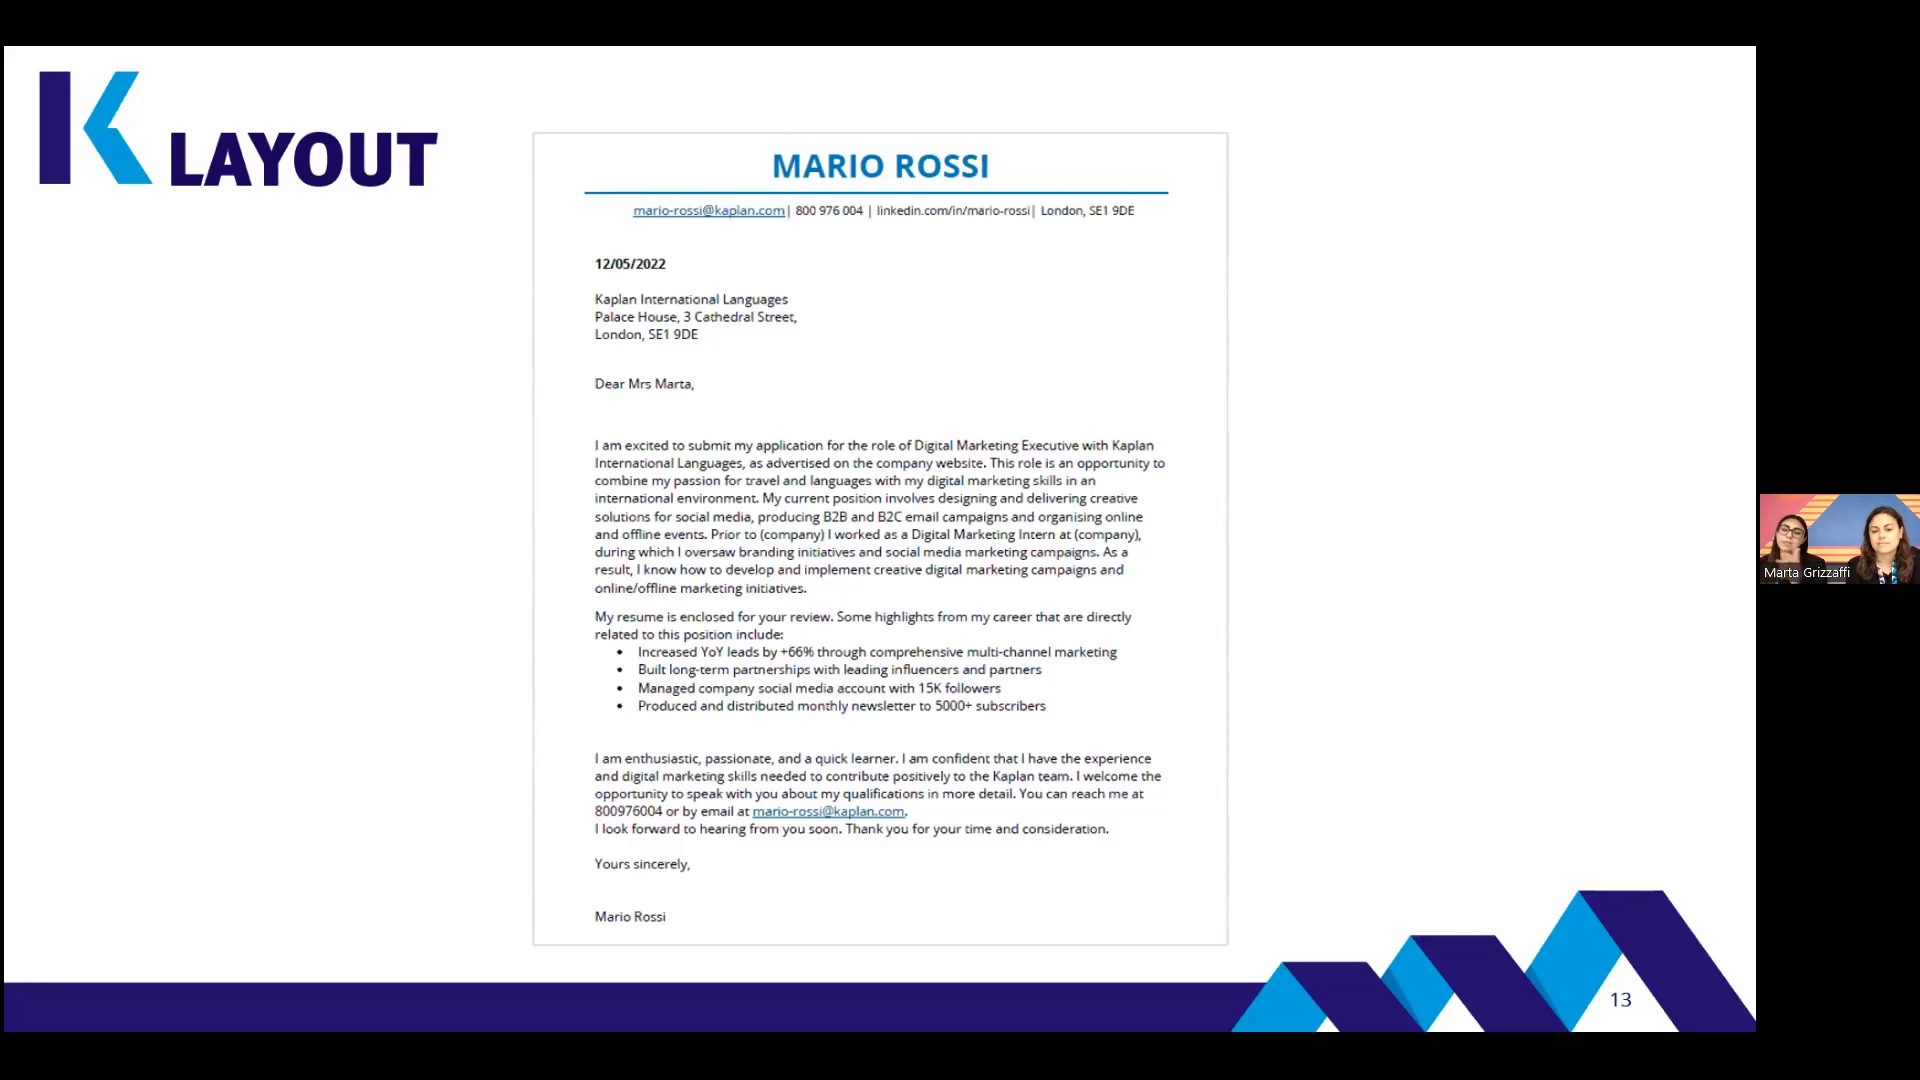 K LAYOUT
MARIO ROSSI
mario-rossi@kaplan.com| 800 976 004 | linkedin.com/in/mario-rossi| London, SE1 9DE
12/05/2022
Kaplan International Languages
Palace House, 3 Cathedral Street,
London, SE1 9DE
Dear Mrs Marta,
I am excited to submit my application for the role of Digital Marketing Executive with Kaplan
International Languages, as advertised on the company website. This role is an opportunity to
combine my passion for travel and languages with my digital marketing skills in an
international environment. My current position involves designing and delivering creative
solutions for social media, producing B2B and B2C email campaigns and organising online
and offline events. Prior to (company) I worked as a Digital Marketing Intern at (company),
during which I oversaw branding initiatives and social media marketing campaigns. As a
result, I know how to develop and implement creative digital marketing campaigns and
online/offline marketing initiatives.
My resume is enclosed for your review. Some highlights from my career that are directly
related to this position include:
• Increased YoY leads by +66% through comprehensive multi-channel marketing
• Built long-term partnerships with leading influencers and partners
• Managed company social media account with 15K followers
• Produced and distributed monthly newsletter to 5000+ subscribers
I am enthusiastic, passionate, and a quick learner. I am confident that I have the experience
and digital marketing skills needed to contribute positively to the Kaplan team. I welcome the
opportunity to speak with you about my qualifications in more detail. You can reach me at
800976004 or by email at mario-rossi@kaplan.com.
I look forward to hearing from you soon. Thank you for your time and consideration.
Yours sincerely,
Mario Rossi
13
Marta Grizzaffi